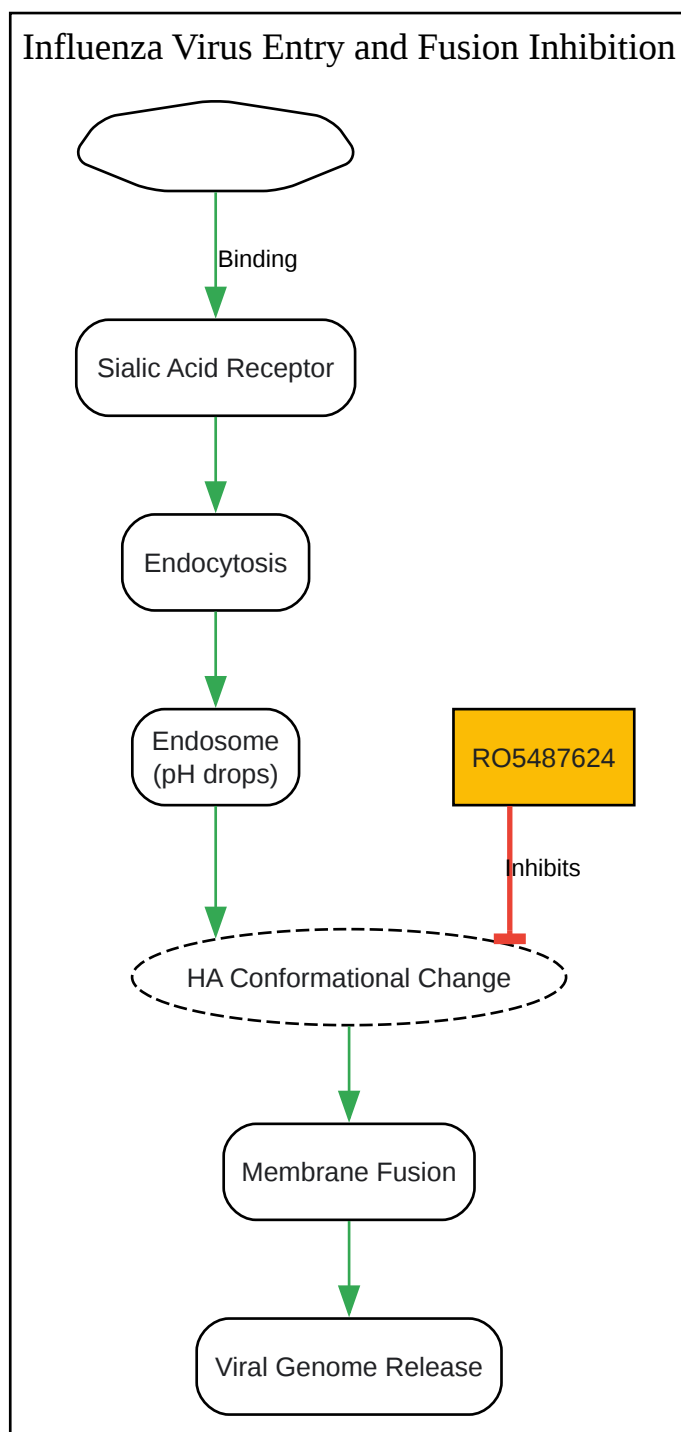 Influenza Virus Entry and Fusion Inhibition
Binding
Sialic Acid Receptor
Endocytosis
Endosome
(pH drops)
RO5487624
Inhibits
HA Conformational Change
Membrane Fusion
Viral Genome Release